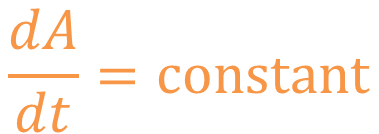 dA/dt = constant